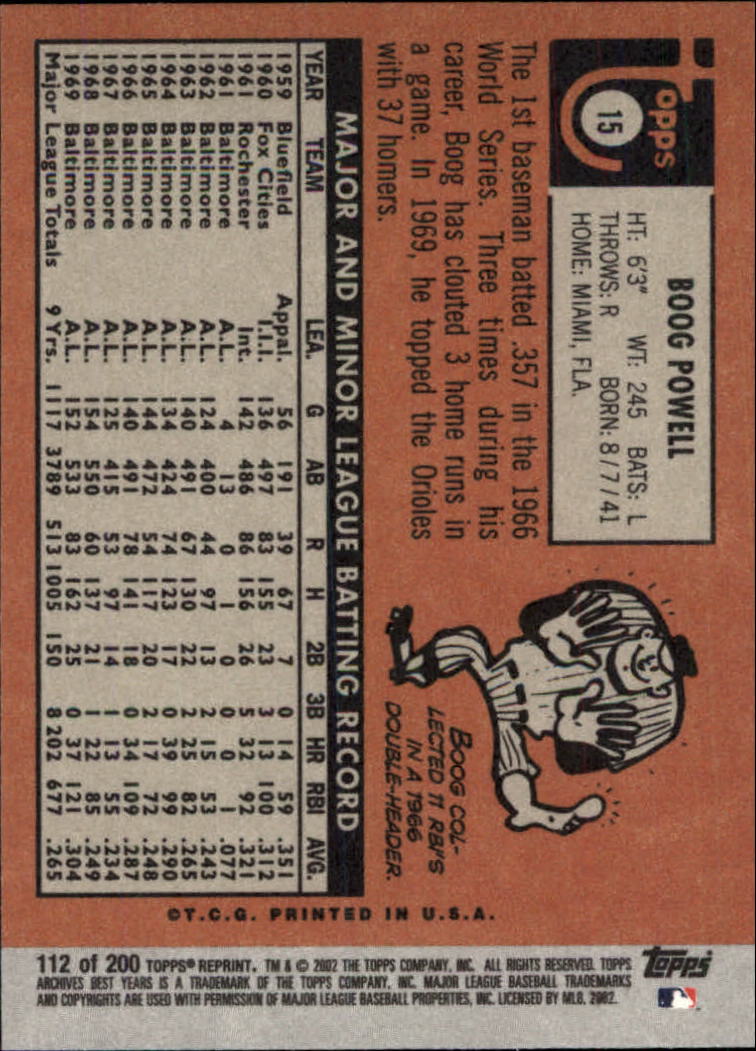 Topps
15
BOOG POWELL
HT: 6'3" WT: 245 BATS: L
THROWS: R BORN: 8/7/41
HOME: MIAMI, FLA.
The 1st baseman batted .357 in the 1966
World Series. Three times during his
career, Boog has clouted 3 home runs in
a game. In 1969, he topped the Orioles
with 37 homers.
BOOG COL-
LECTED 11 RBI'S
IN A 1966
DOUBLE-HEADER.
MAJOR AND MINOR LEAGUE BATTING RECORD
YEAR TEAM LEA. G AB R H 2B 3B HR RBI AVG.
1959 Bluefield Appal. 56 191 39 67 7 0 14 59 .351
1960 Fox Cities I.I.I. 136 497 83 155 23 3 13 100 .312
1961 Rochester Int. 142 486 86 156 26 5 32 92 .321
1961 Baltimore A.L. 4 13 0 1 0 0 0 1 .077
1962 Baltimore A.L. 124 400 44 97 13 2 15 53 .243
1963 Baltimore A.L. 140 491 67 130 22 2 25 82 .265
1964 Baltimore A.L. 134 424 74 123 17 0 39 99 .290
1965 Baltimore A.L. 144 472 54 117 20 2 17 72 .248
1966 Baltimore A.L. 140 491 78 141 18 0 34 109 .287
1967 Baltimore A.L. 125 415 53 97 14 1 13 55 .234
1968 Baltimore A.L. 154 550 60 137 21 1 22 85 .249
1969 Baltimore A.L. 152 533 83 162 25 0 37 121 .304
Major League Totals 9 Yrs. 1117 3789 513 1005 150 8 202 677 .265
©T.C.G. PRINTED IN U.S.A.
112 of 200 TOPPS® REPRINT. TM & © 2002 THE TOPPS COMPANY, INC. ALL RIGHTS RESERVED. TOPPS
ARCHIVES BEST YEARS IS A TRADEMARK OF THE TOPPS COMPANY, INC. MAJOR LEAGUE BASEBALL TRADEMARKS
AND COPYRIGHTS ARE USED WITH PERMISSION OF MAJOR LEAGUE BASEBALL PROPERTIES, INC. LICENSED BY MLB. 2002.
Topps